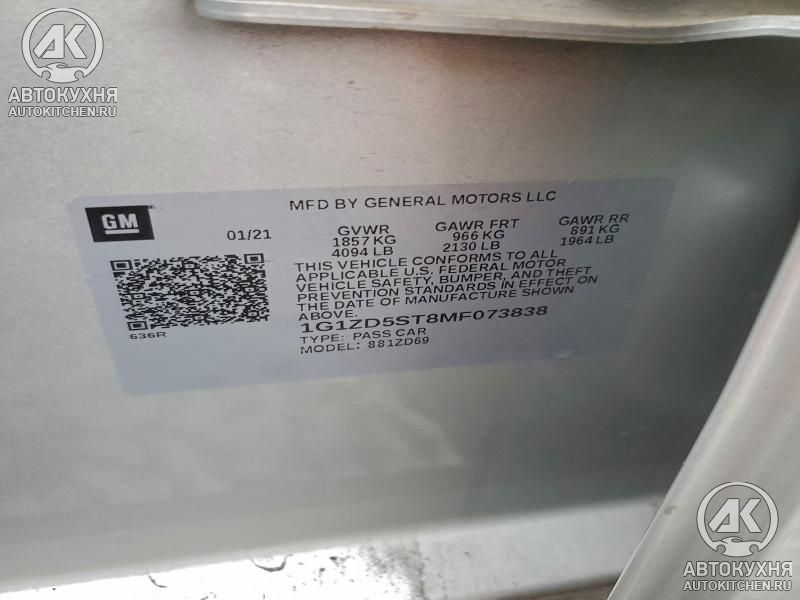 АК
АВТОКУХНЯ
AUTOKITCHEN.RU
GM
MFD BY GENERAL MOTORS LLC
01/21
GVWR GAWR FRT GAWR RR
1857 KG 966 KG 891 KG
4094 LB 2130 LB 1964 LB
THIS VEHICLE CONFORMS TO ALL
APPLICABLE U.S. FEDERAL MOTOR
VEHICLE SAFETY, BUMPER, AND THEFT
PREVENTION STANDARDS IN EFFECT ON
THE DATE OF MANUFACTURE SHOWN
ABOVE.
1G1ZD5ST8MF073838
TYPE: PASS CAR
MODEL: 881ZD69
636R
АК
АВТОКУХНЯ
AUTOKITCHEN.RU